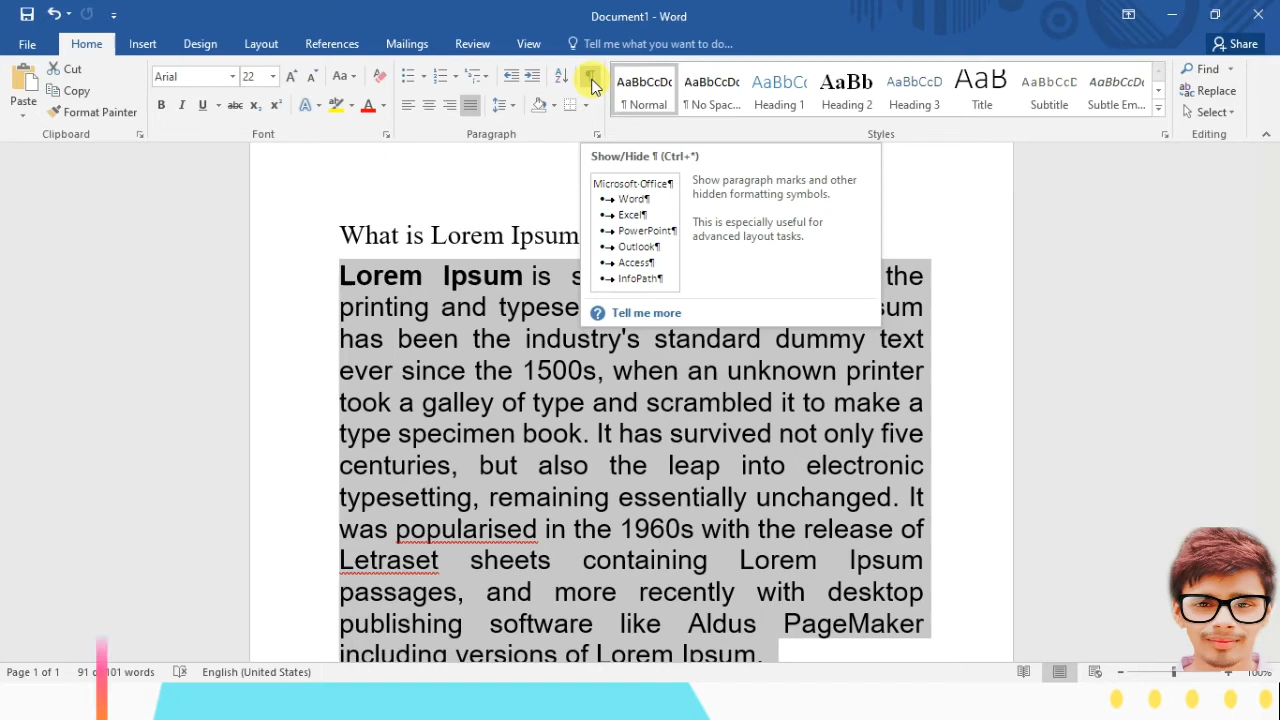 Document1 - Word
File Home Insert Design Layout References Mailings Review View Tell me what you want to do... Share
Paste
Cut
Copy
Format Painter
Arial 22
Aa
B I U abc A A
AaBbCcDc AaBbCcDc AaBbCc AaBb AaBbCcD AaB AaBbCcD AaBbCcD
¶ Normal ¶ No Spac... Heading 1 Heading 2 Heading 3 Title Subtitle Subtle Em...
Find
Replace
Select
Clipboard Font Paragraph Styles Editing
Show/Hide ¶ (Ctrl+*)
Microsoft·Office¶
Word¶
Excel¶
PowerPoint¶
Outlook¶
Access¶
InfoPath¶
Show paragraph marks and other
hidden formatting symbols.
This is especially useful for
advanced layout tasks.
Tell me more
What is Lorem Ipsum
Lorem Ipsum is s the
printing and typese sum
has been the industry's standard dummy text
ever since the 1500s, when an unknown printer
took a galley of type and scrambled it to make a
type specimen book. It has survived not only five
centuries, but also the leap into electronic
typesetting, remaining essentially unchanged. It
was popularised in the 1960s with the release of
Letraset sheets containing Lorem Ipsum
passages, and more recently with desktop
publishing software like Aldus PageMaker
including versions of Lorem Ipsum.
Page 1 of 1 91 of 101 words English (United States) 100%